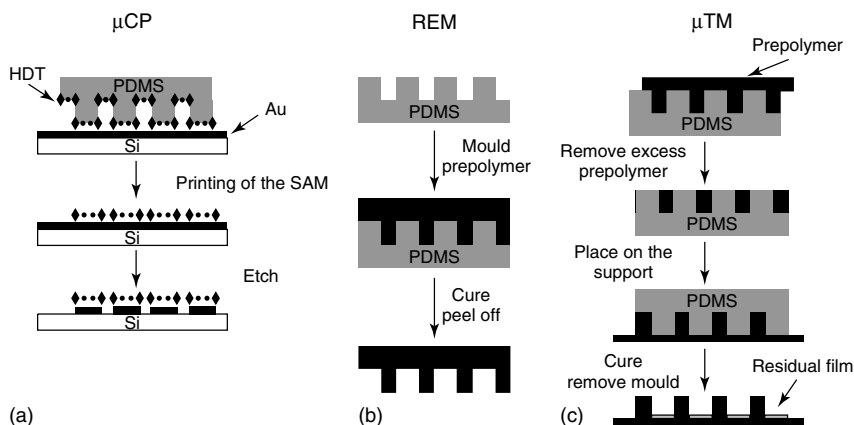 μCP
HDT
PDMS
Au
Si
Printing of the SAM
Si
Etch
Si
(a)
REM
PDMS
Mould
prepolymer
PDMS
Cure
peel off
(b)
μTM
Prepolymer
PDMS
Remove excess
prepolymer
PDMS
Place on the
support
PDMS
Cure
remove mould
Residual film
(c)